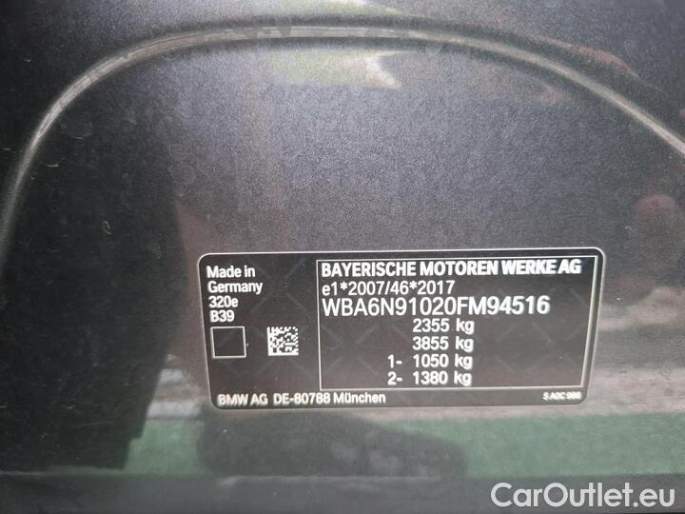 Made in
Germany
320e
B39
BAYERISCHE MOTOREN WERKE AG
e1*2007/46*2017
WBA6N91020FM94516
2355 kg
3855 kg
1- 1050 kg
2- 1380 kg
BMW AG DE-80788 München
CarOutlet.eu